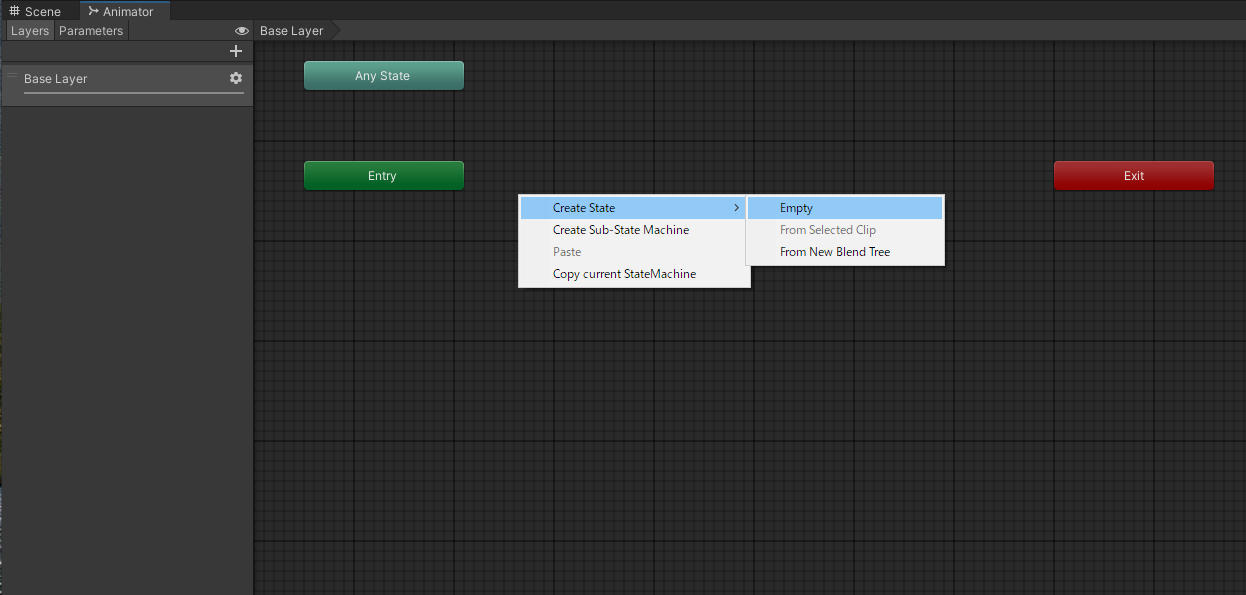 Scene
Animator
Layers
Parameters
Base Layer
Base Layer
Any State
Entry
Exit
Create State
Create Sub-State Machine
Paste
Copy current StateMachine
Empty
From Selected Clip
From New Blend Tree